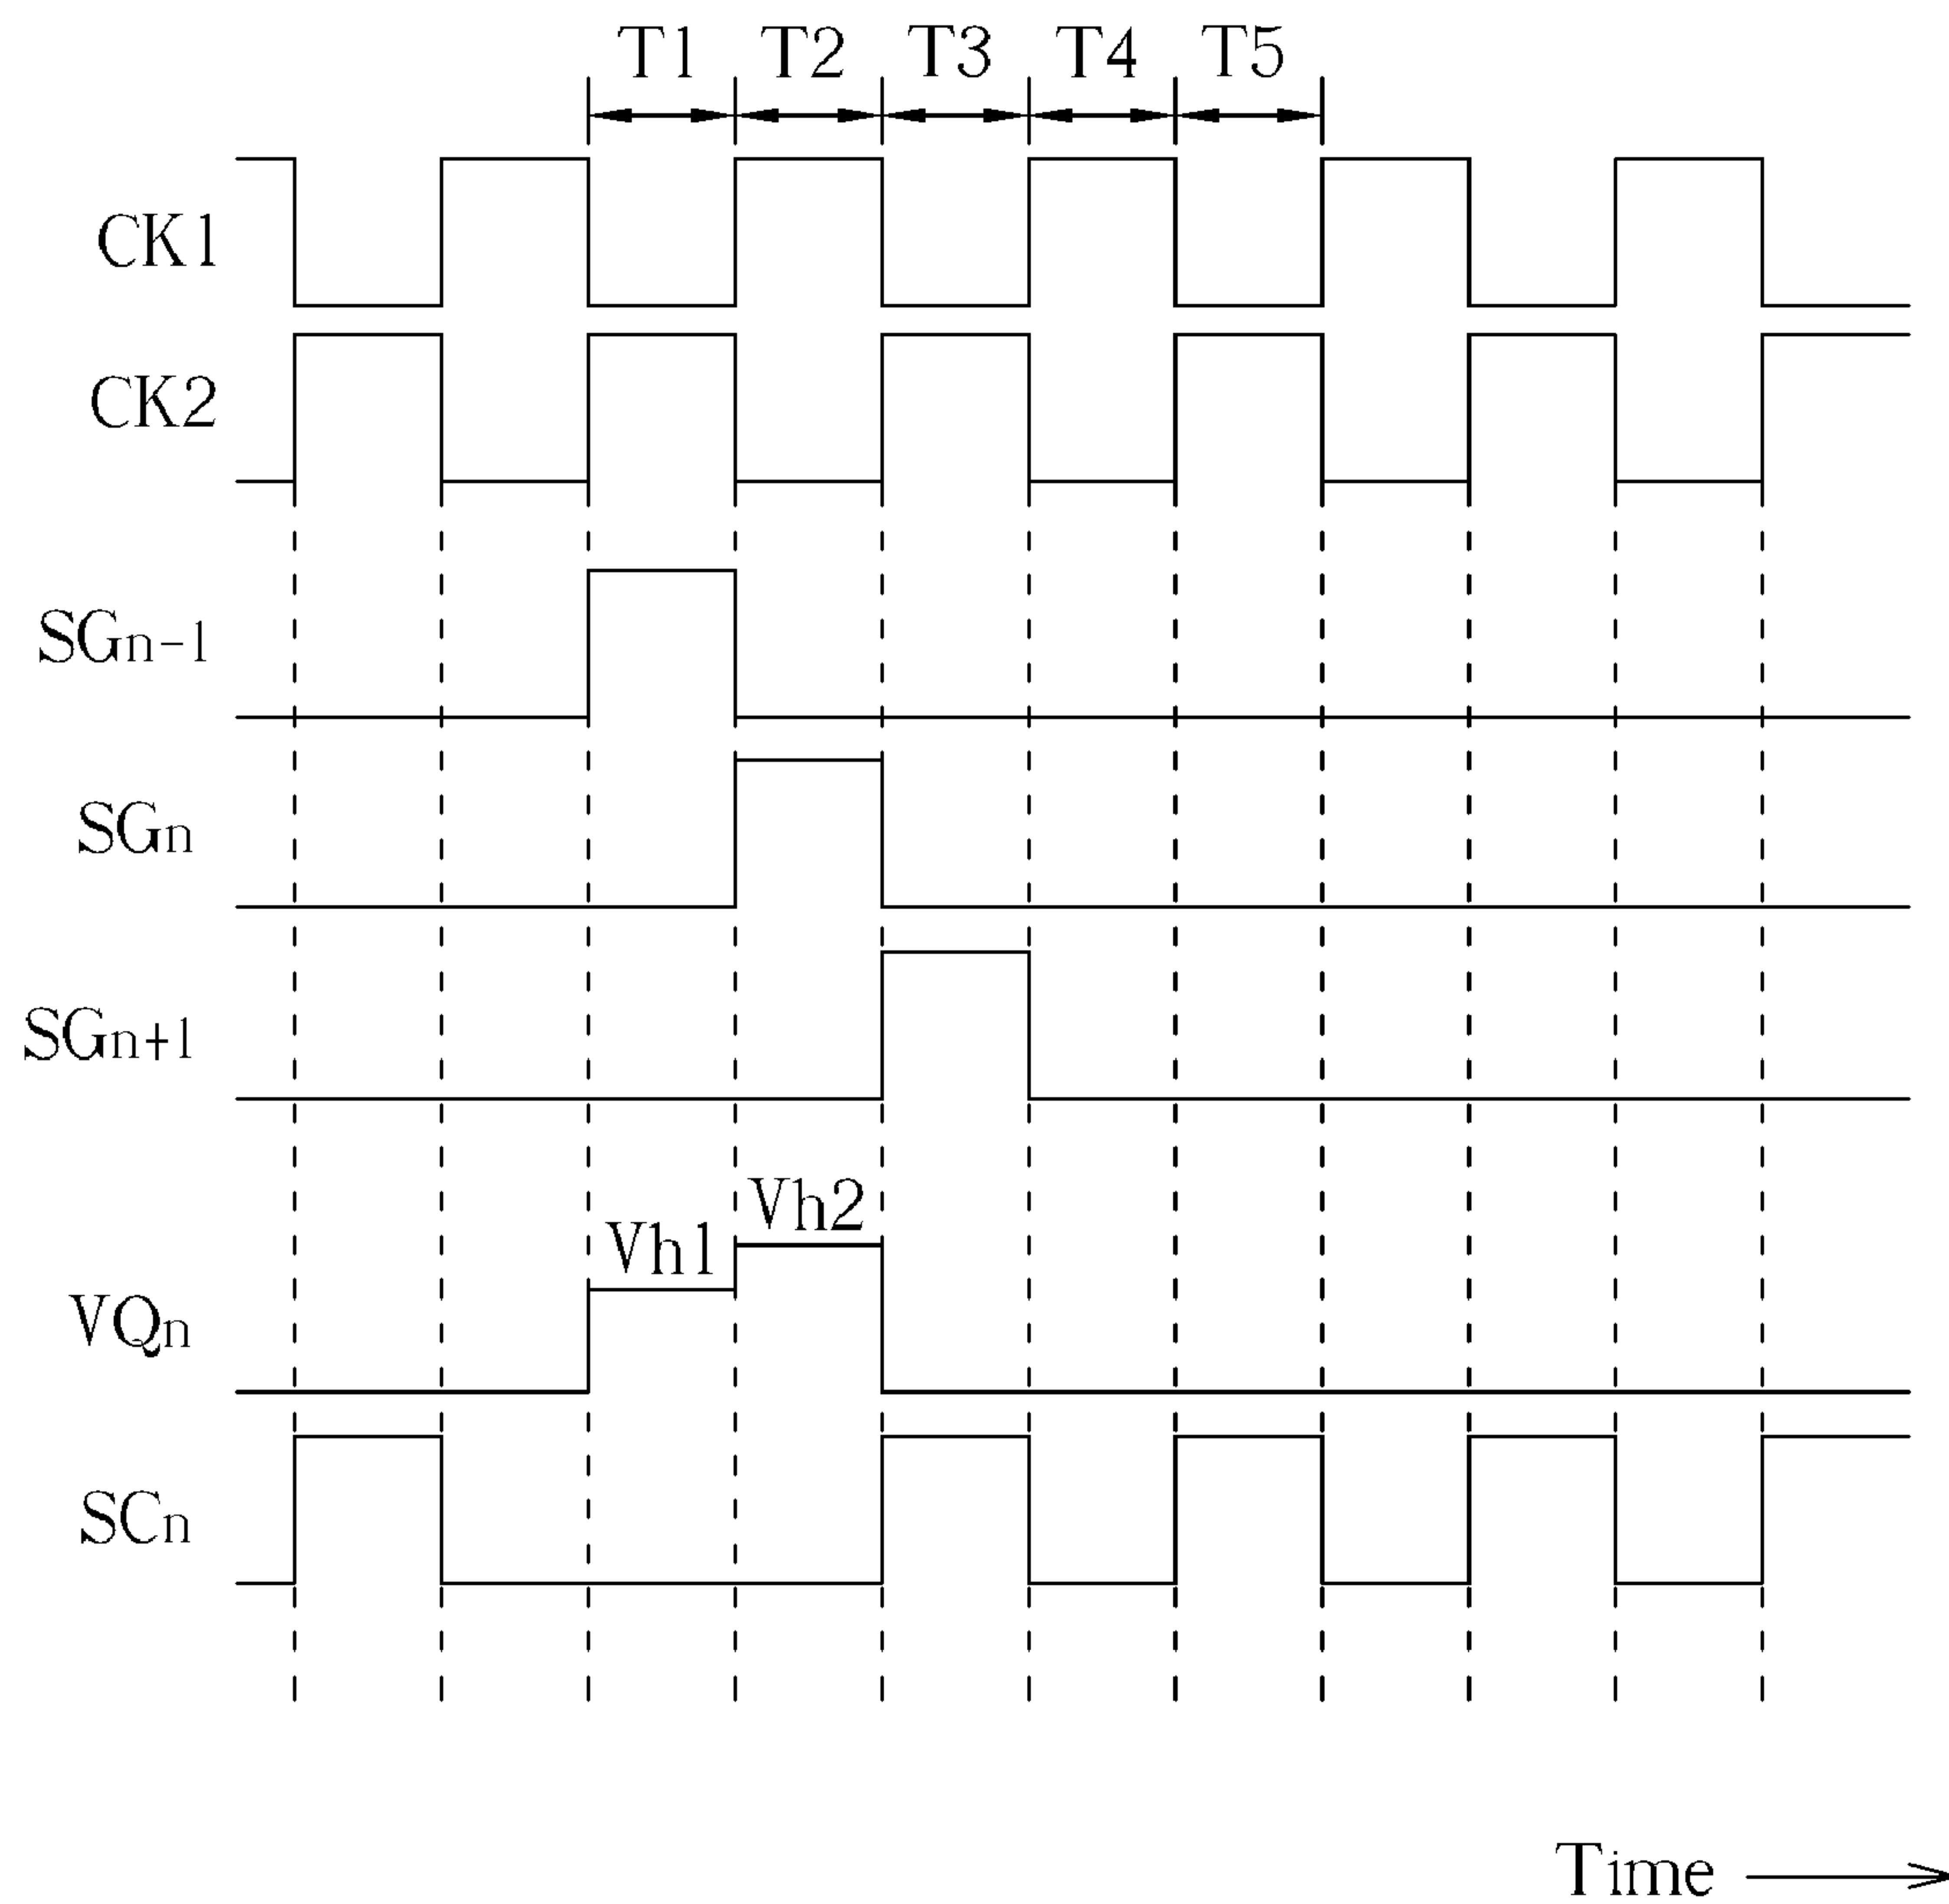 T1 T2 T3 T4 T5
CK1
CK2
SGn-1
SGn
SGn+1
Vh1 Vh2
VQn
SCn
Time